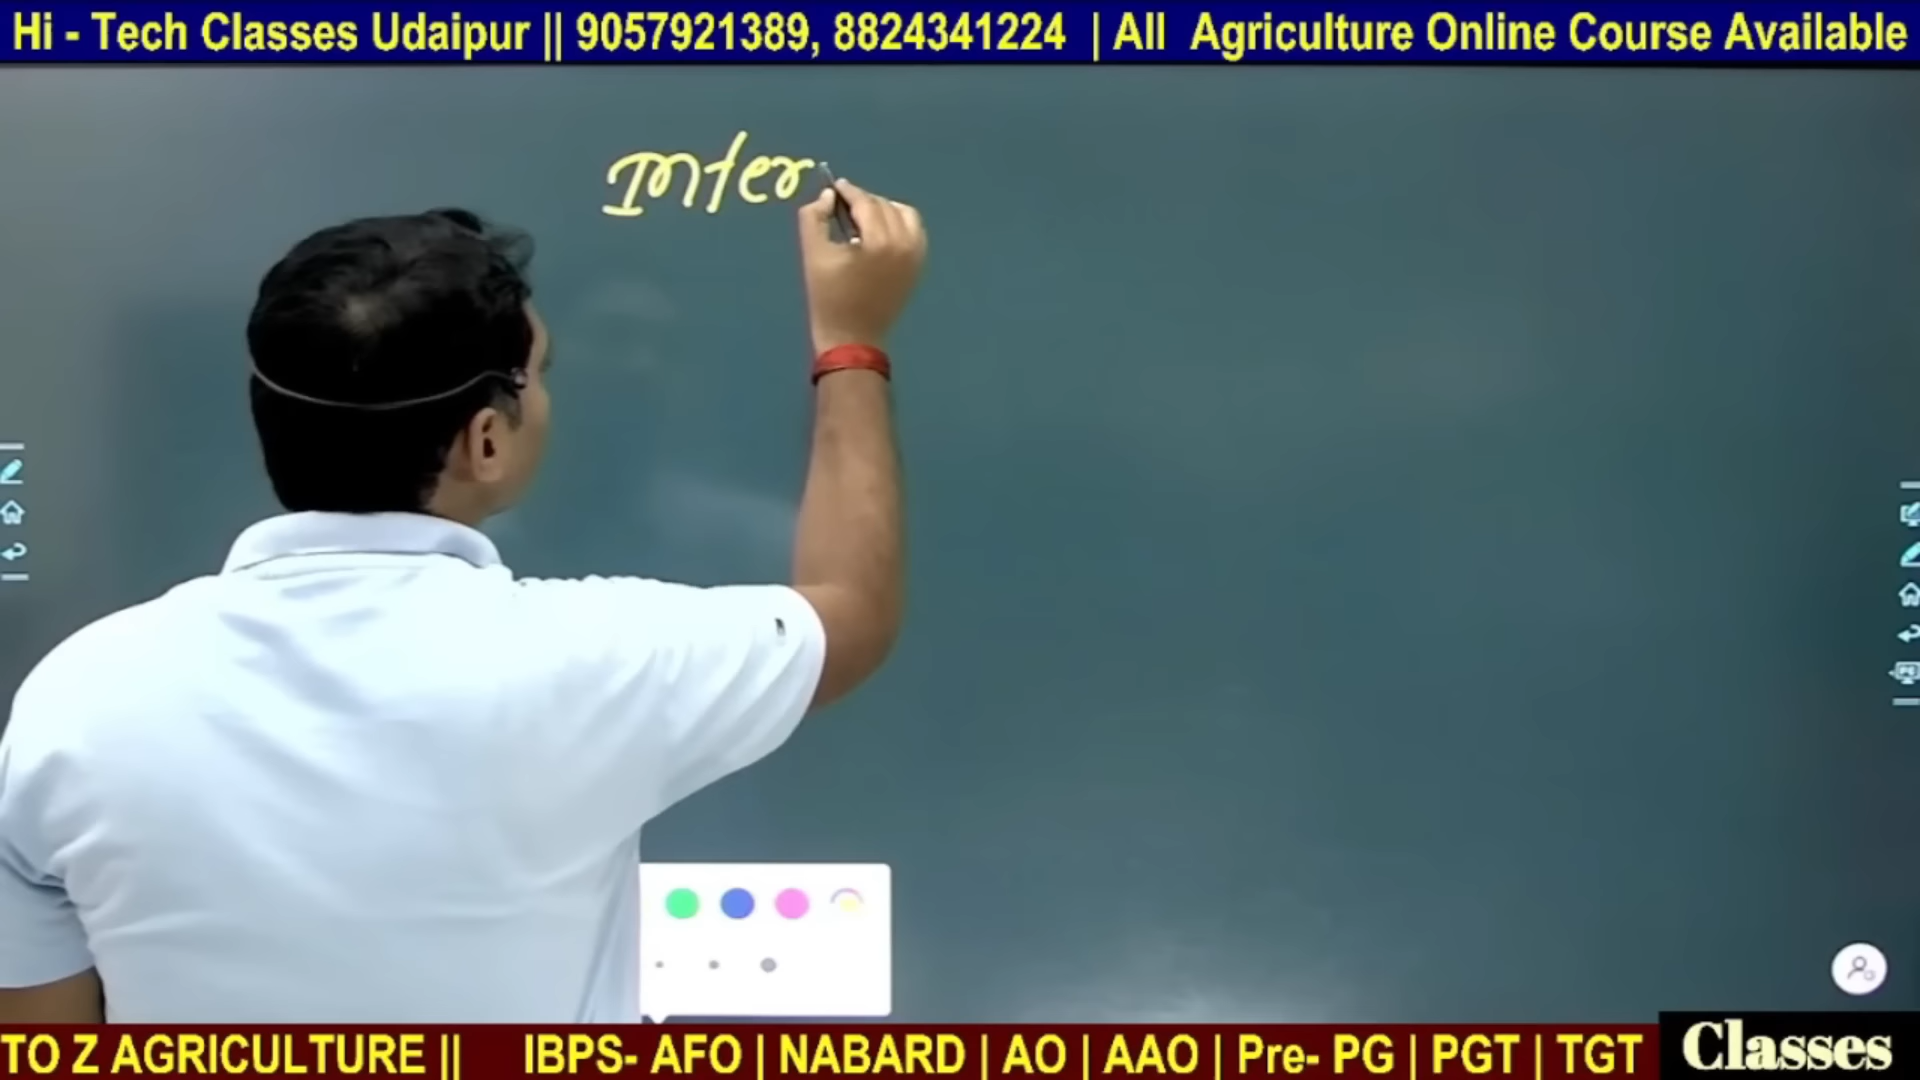 Hi - Tech Classes Udaipur || 9057921389, 8824341224 | All Agriculture Online Course Available
Inter
TO Z AGRICULTURE || IBPS- AFO | NABARD | AO | AAO | Pre- PG | PGT | TGT
Classes